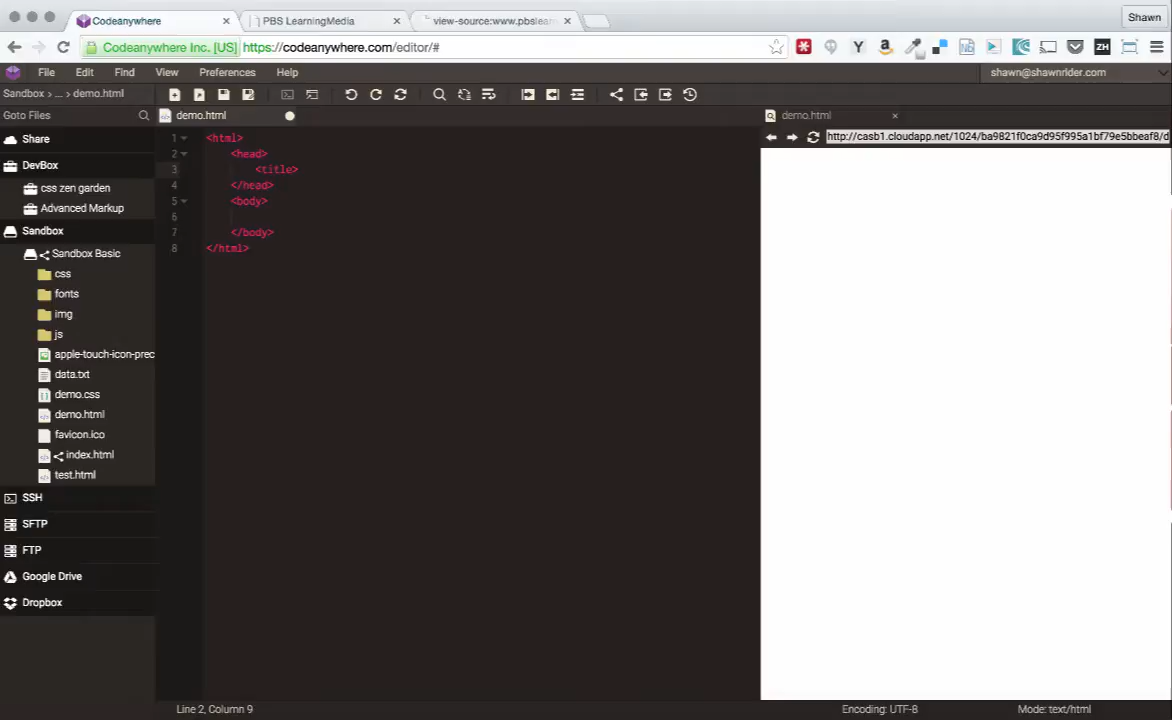 Codeanywhere
PBS LearningMedia
view-source:www.pbslearn
Shawn
Codeanywhere Inc. [US] https://codeanywhere.com/editor/#
File Edit Find View Preferences Help
shawn@shawnrider.com
Sandbox > ... > demo.html
Goto Files
demo.html
demo.html
http://casb1.cloudapp.net/1024/ba9821f0ca9d95f995a1bf79e5bbeaf8/d
Share
DevBox
css zen garden
Advanced Markup
Sandbox
Sandbox Basic
css
fonts
img
js
apple-touch-icon-prec
data.txt
demo.css
demo.html
favicon.ico
index.html
test.html
SSH
SFTP
FTP
Google Drive
Dropbox
1 <html>
2 <head>
3 <title>
4 </head>
5 <body>
6
7 </body>
8 </html>
Line 2, Column 9
Encoding: UTF-8
Mode: text/html